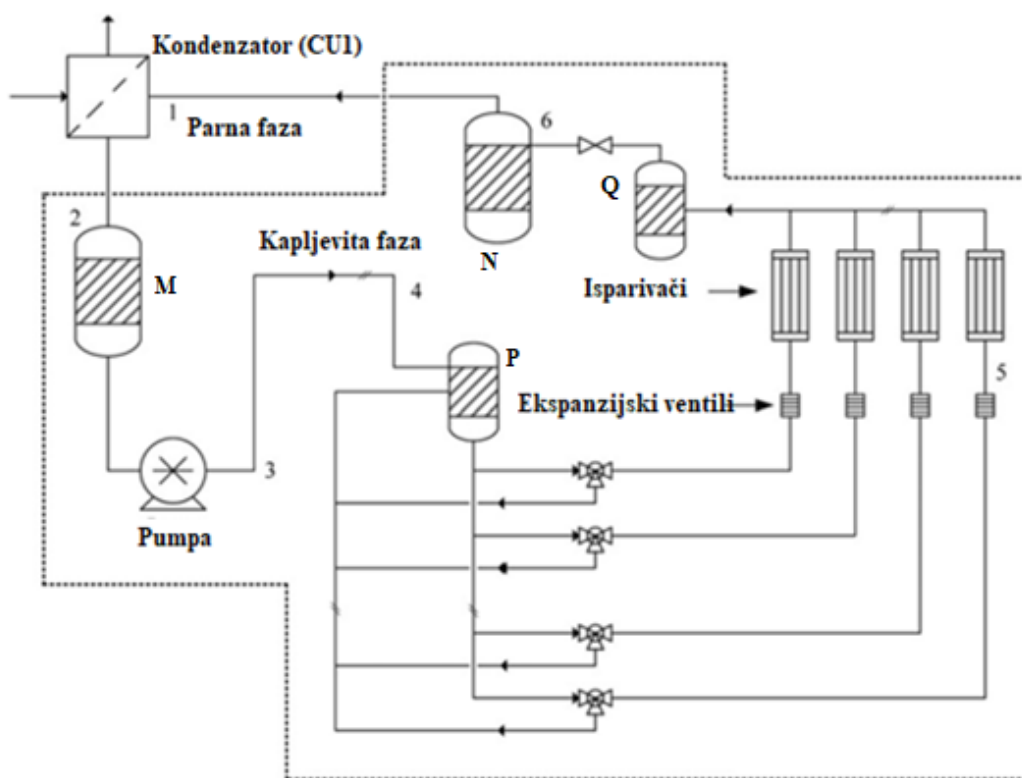 Kondenzator (CU1)
1
Parna faza
6
Q
2
Kapljevita faza
N
M
4
Isparivači
P
5
Ekspanzijski ventili
3
Pumpa